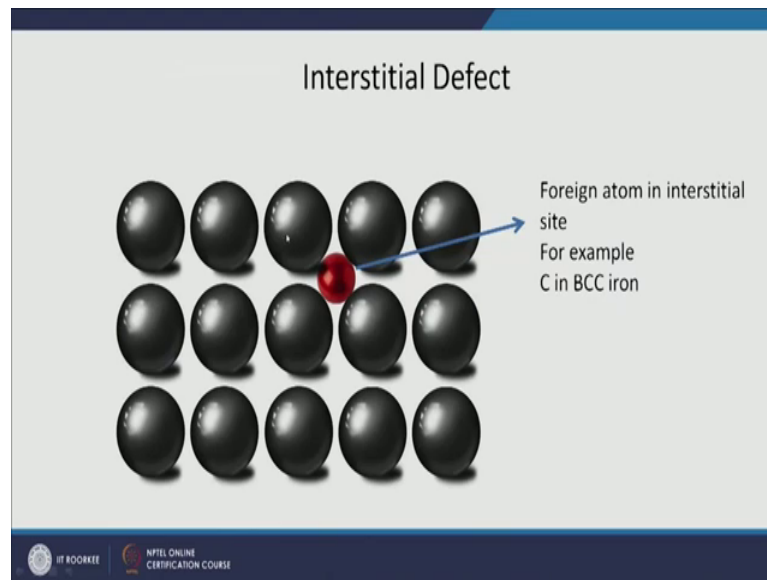 Interstitial Defect
Foreign atom in interstitial
site
For example
C in BCC iron
IIT ROORKEE
NPTEL ONLINE
CERTIFICATION COURSE